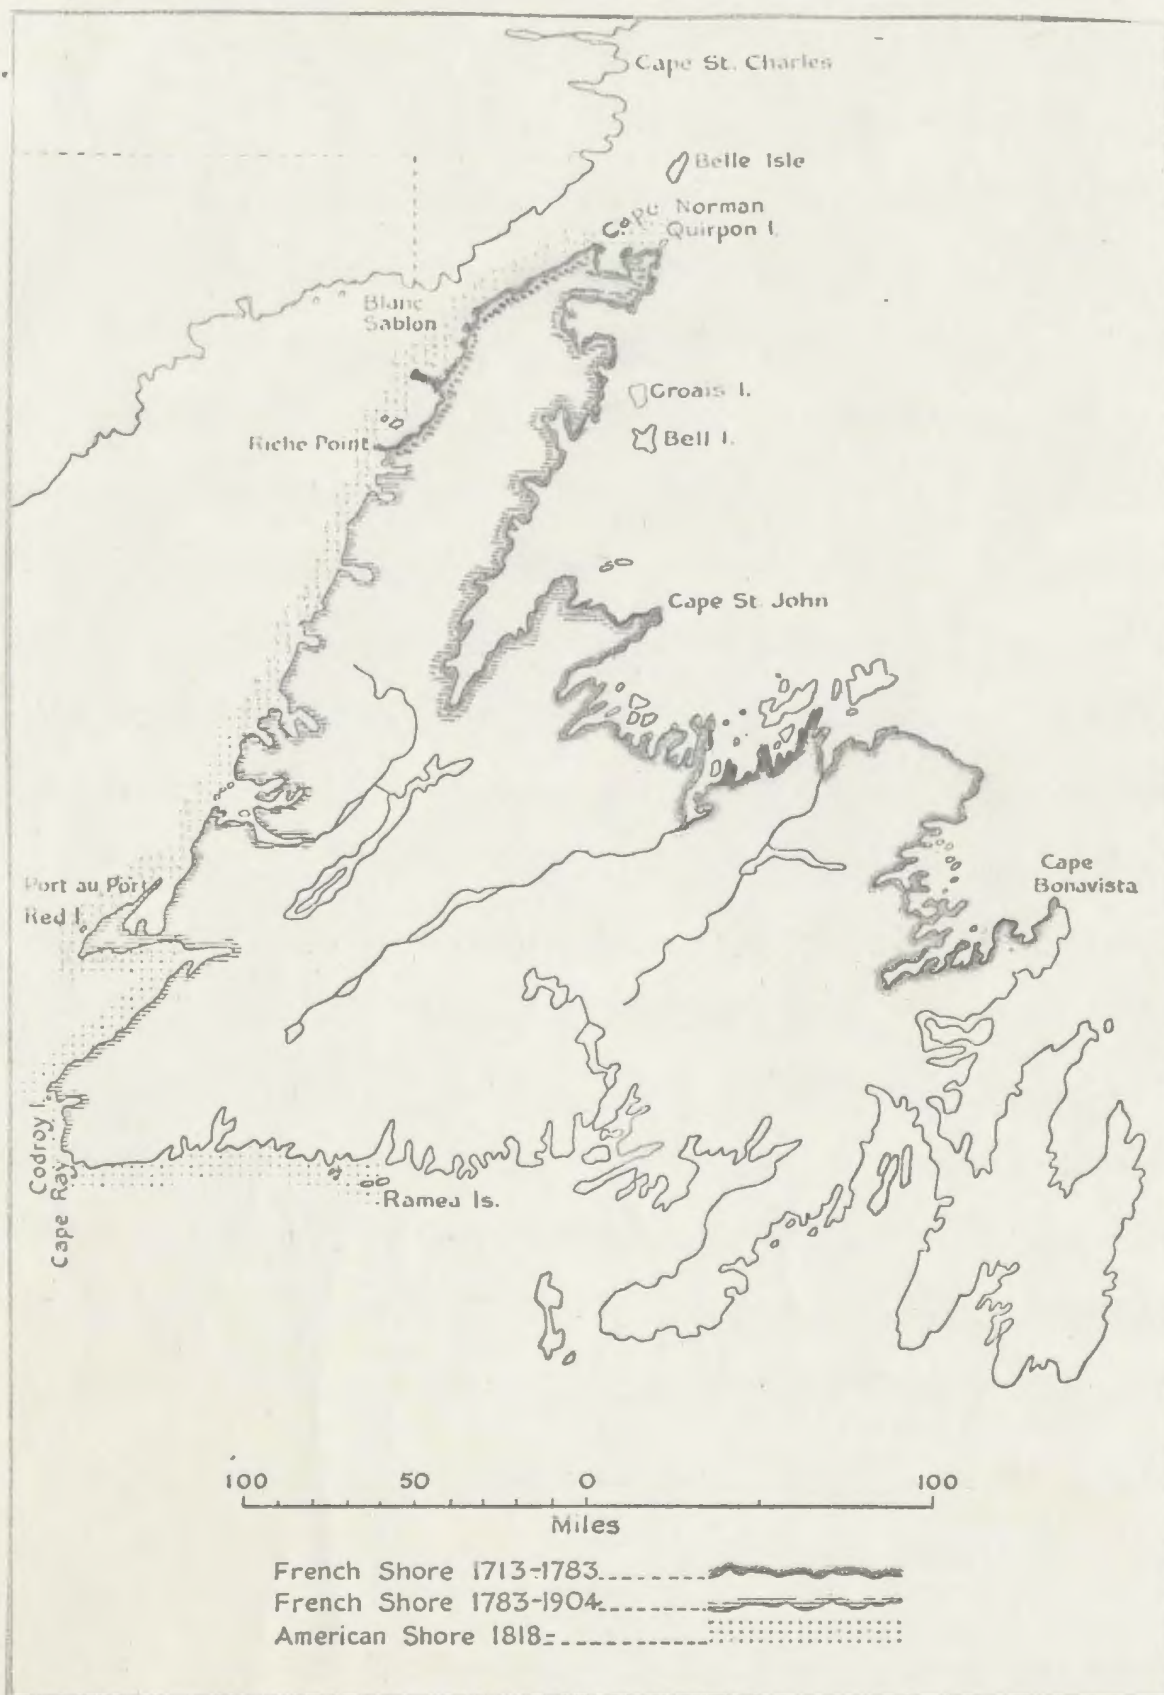 Cape St. Charles
Belle Isle
Cape Norman
Quirpon I.
Blanc
Sablon
Groais I.
Riche Point
Bell I.
Cape St. John
Port au Port
Red I.
Cape
Bonavista
Codroy I.
Cape Ray
Ramea Is.
100 50 0 100
Miles
French Shore 1713-1783
French Shore 1783-1904
American Shore 1818-